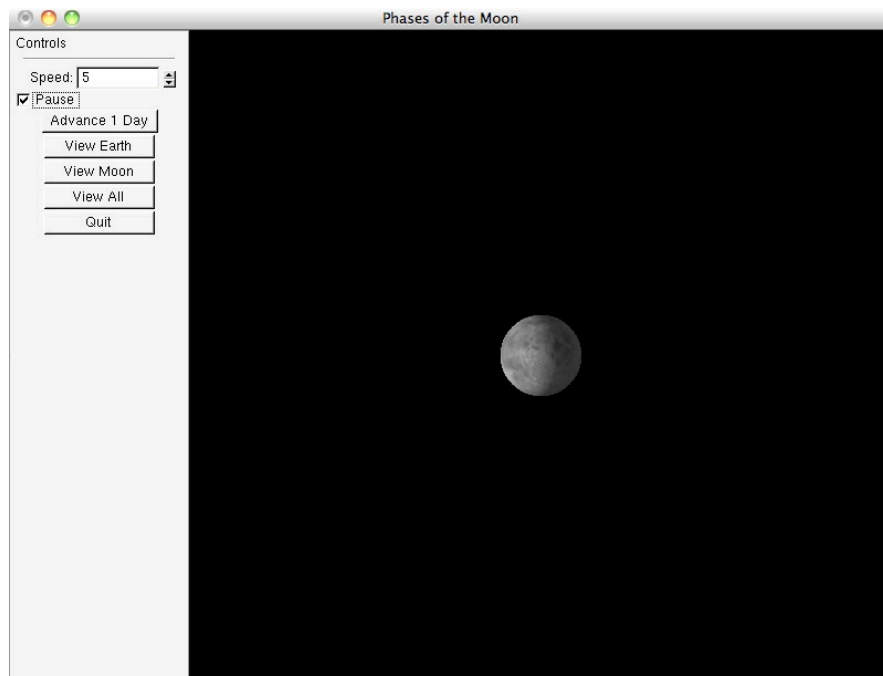 Phases of the Moon
Controls
Speed: 5
Pause
Advance 1 Day
View Earth
View Moon
View All
Quit